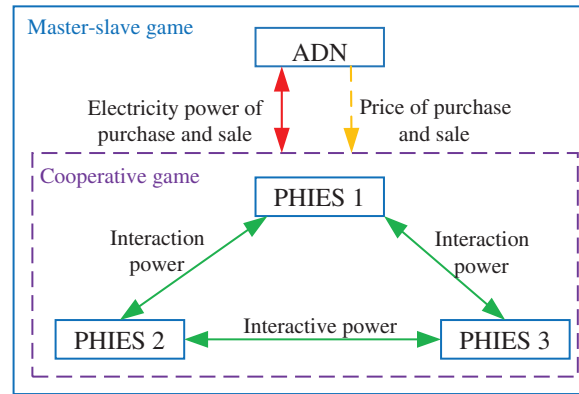 Master-slave game
ADN
Electricity power of
purchase and sale
Price of purchase
and sale
Cooperative game
PHIES 1
Interaction
power
Interaction
power
PHIES 2
Interactive power
PHIES 3